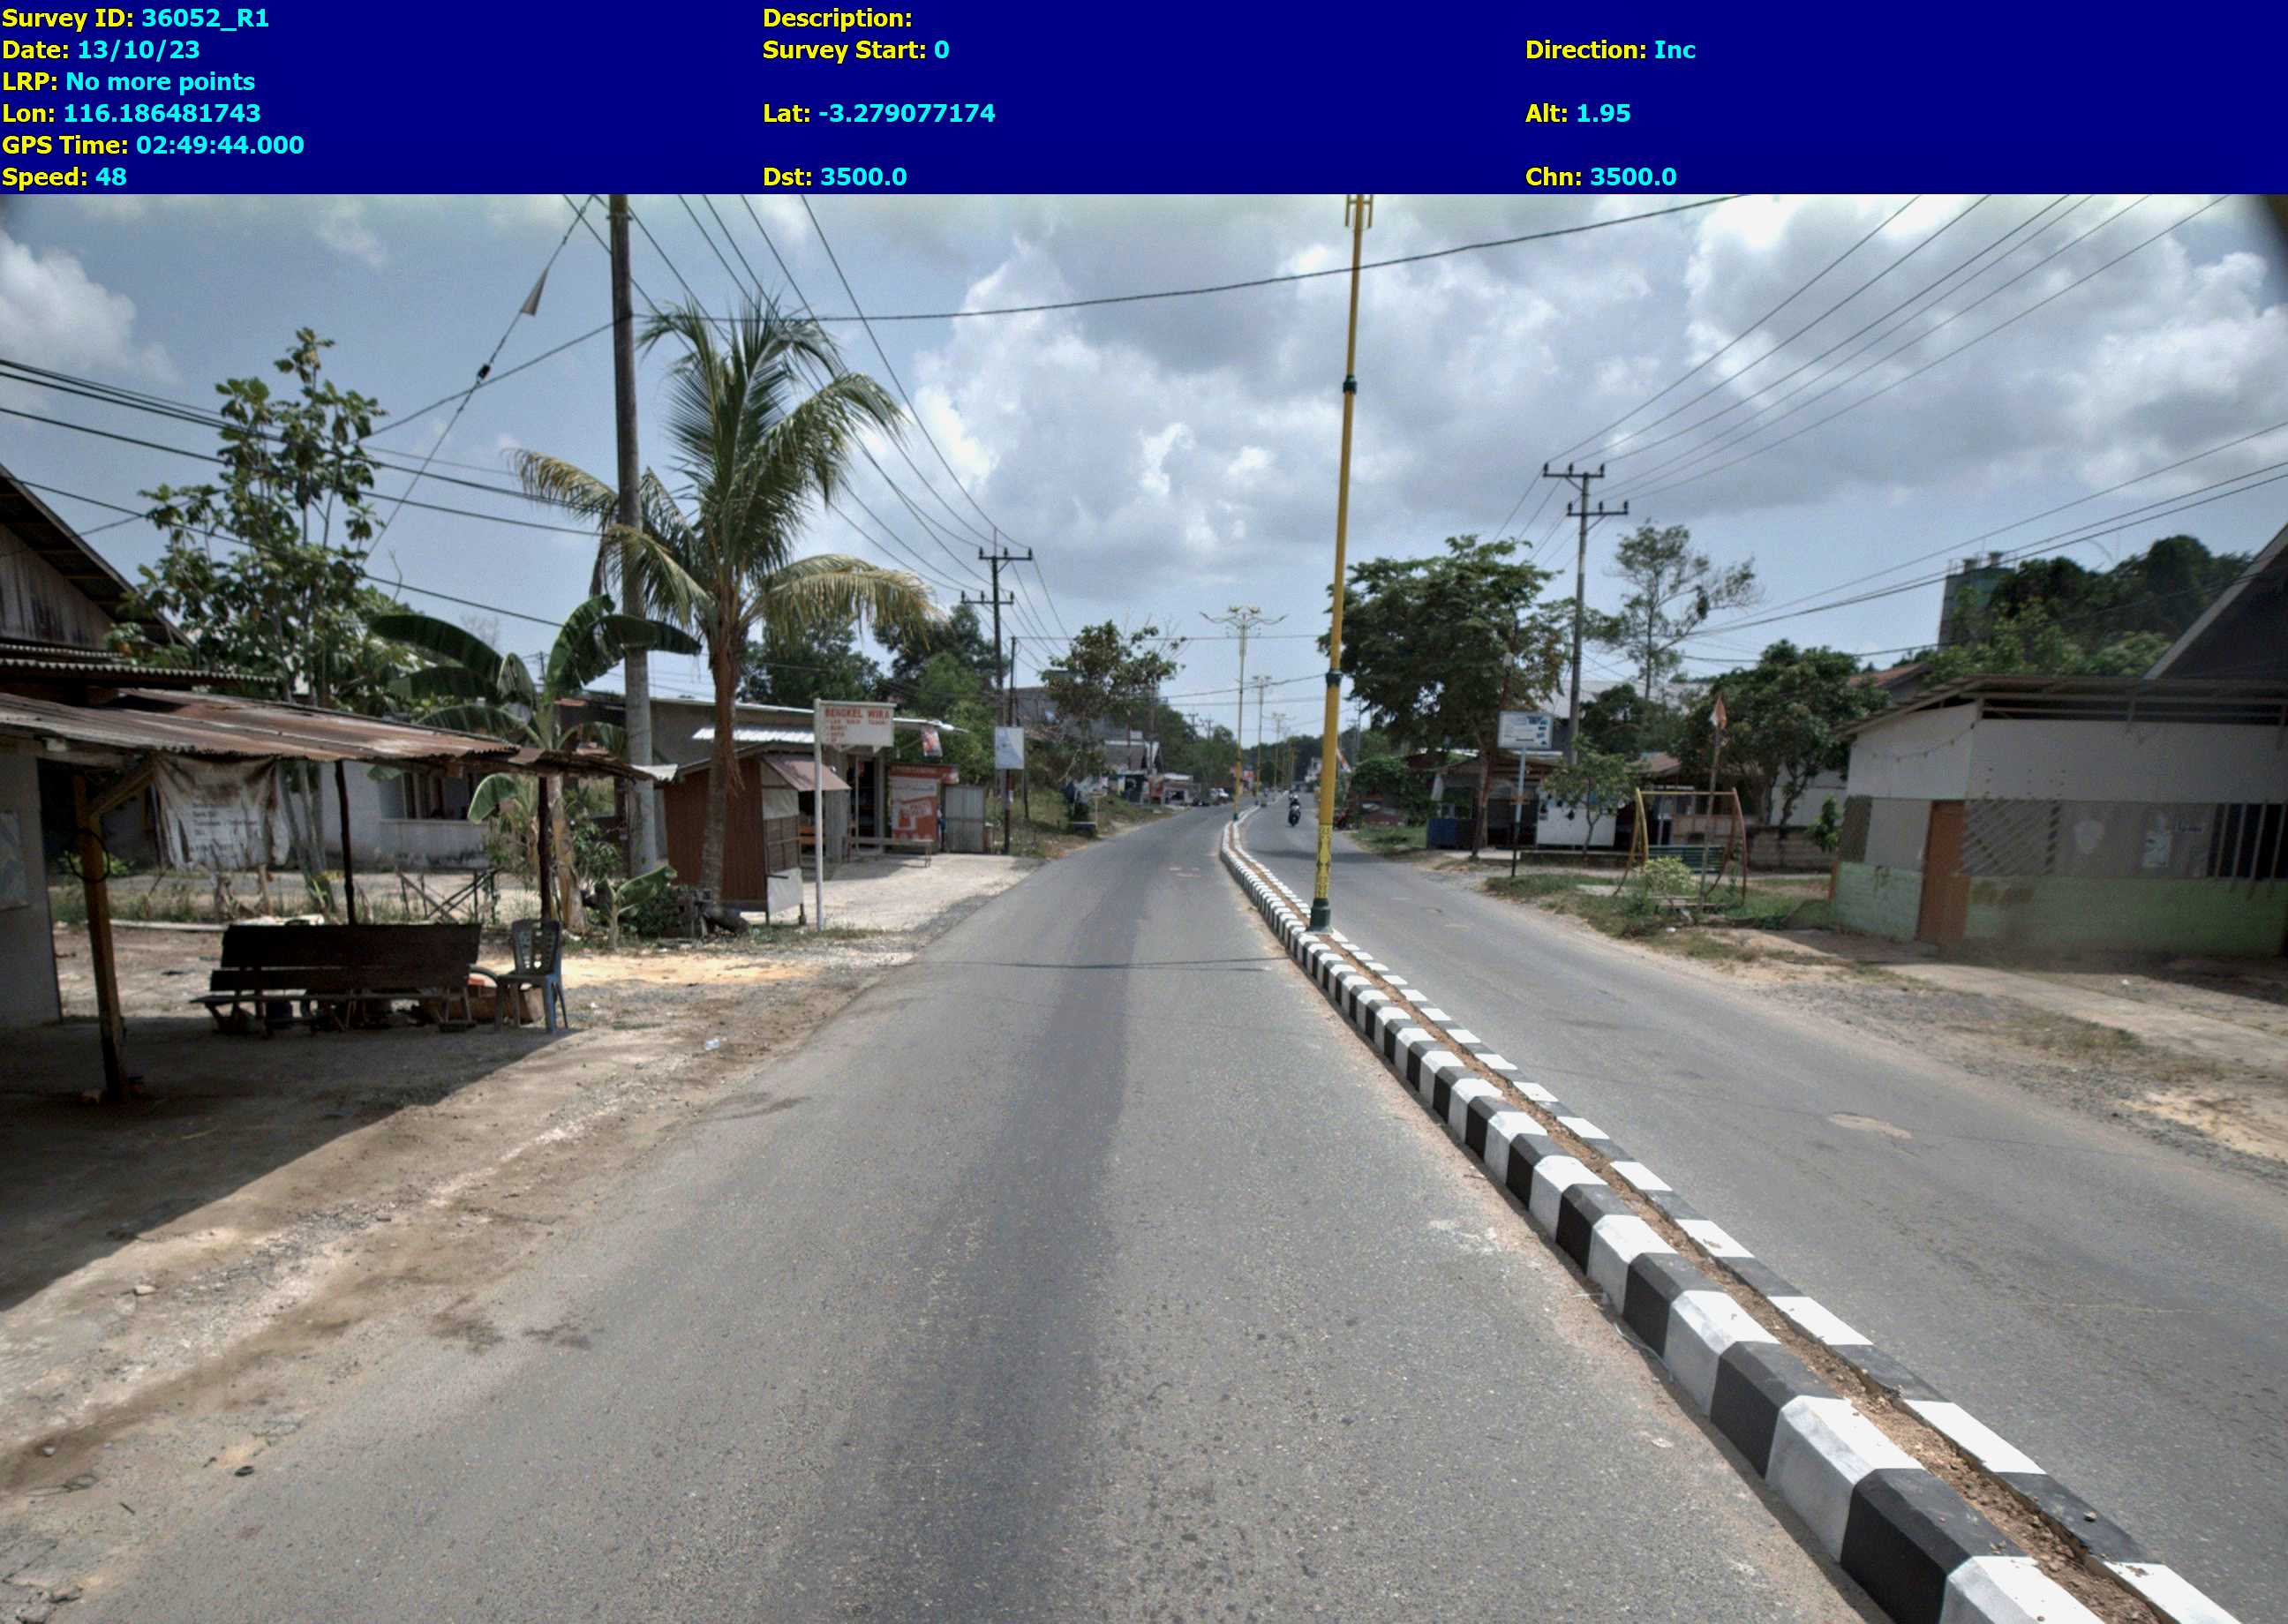 Survey ID: 36052_R1
Description:
Date: 13/10/23
Survey Start: 0
Direction: Inc
LRP: No more points
Lon: 116.186481743
Lat: -3.279077174
Alt: 1.95
GPS Time: 02:49:44.000
Speed: 48
Dst: 3500.0
Chn: 3500.0
BENGKEL WIRA